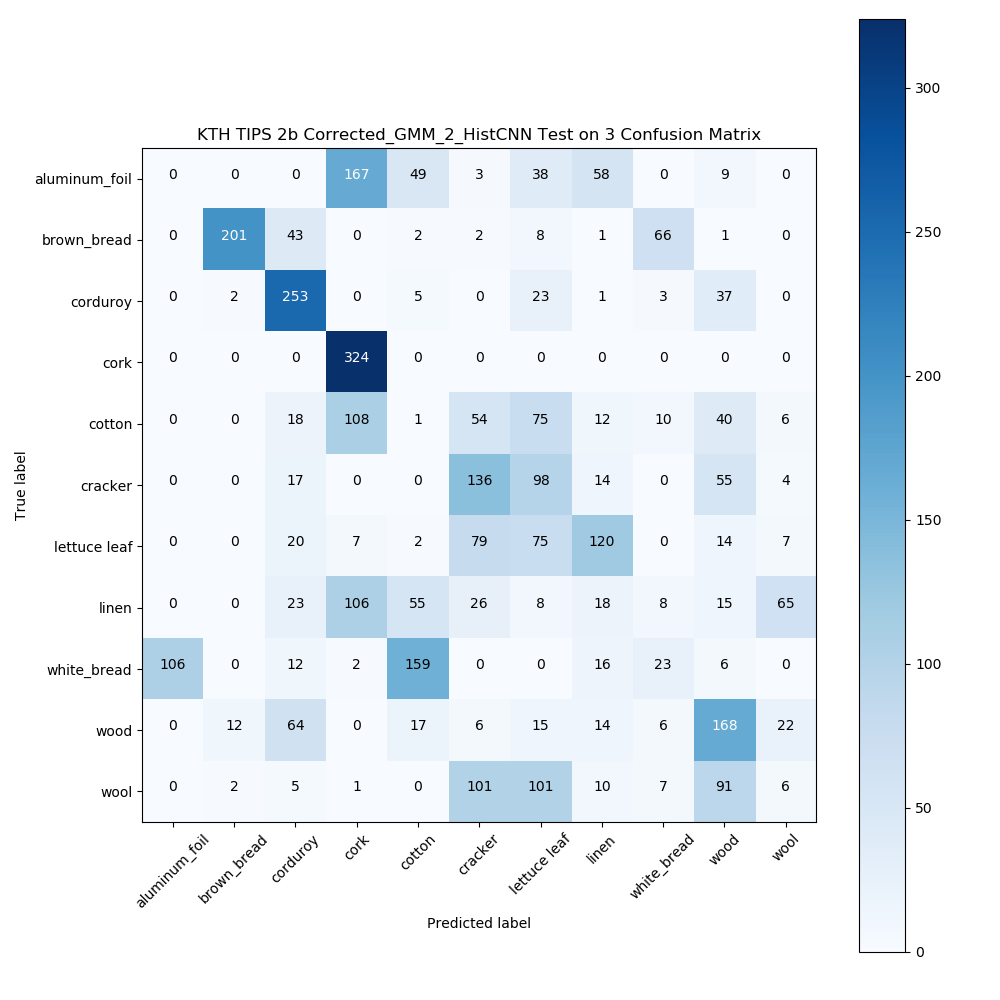 KTH TIPS 2b Corrected_GMM_2_HistCNN Test on 3 Confusion Matrix
aluminum_foil 0 0 0 167 49 3 38 58 0 9 0
brown_bread 0 201 43 0 2 2 8 1 66 1 0
corduroy 0 2 253 0 5 0 23 1 3 37 0
cork 0 0 0 324 0 0 0 0 0 0 0
cotton 0 0 18 108 1 54 75 12 10 40 6
cracker 0 0 17 0 0 136 98 14 0 55 4
lettuce leaf 0 0 20 7 2 79 75 120 0 14 7
linen 0 0 23 106 55 26 8 18 8 15 65
white_bread 106 0 12 2 159 0 0 16 23 6 0
wood 0 12 64 0 17 6 15 14 6 168 22
wool 0 2 5 1 0 101 101 10 7 91 6
aluminum_foil brown_bread corduroy cork cotton cracker lettuce leaf linen white_bread wood wool
Predicted label
True label
300
250
200
150
100
50
0